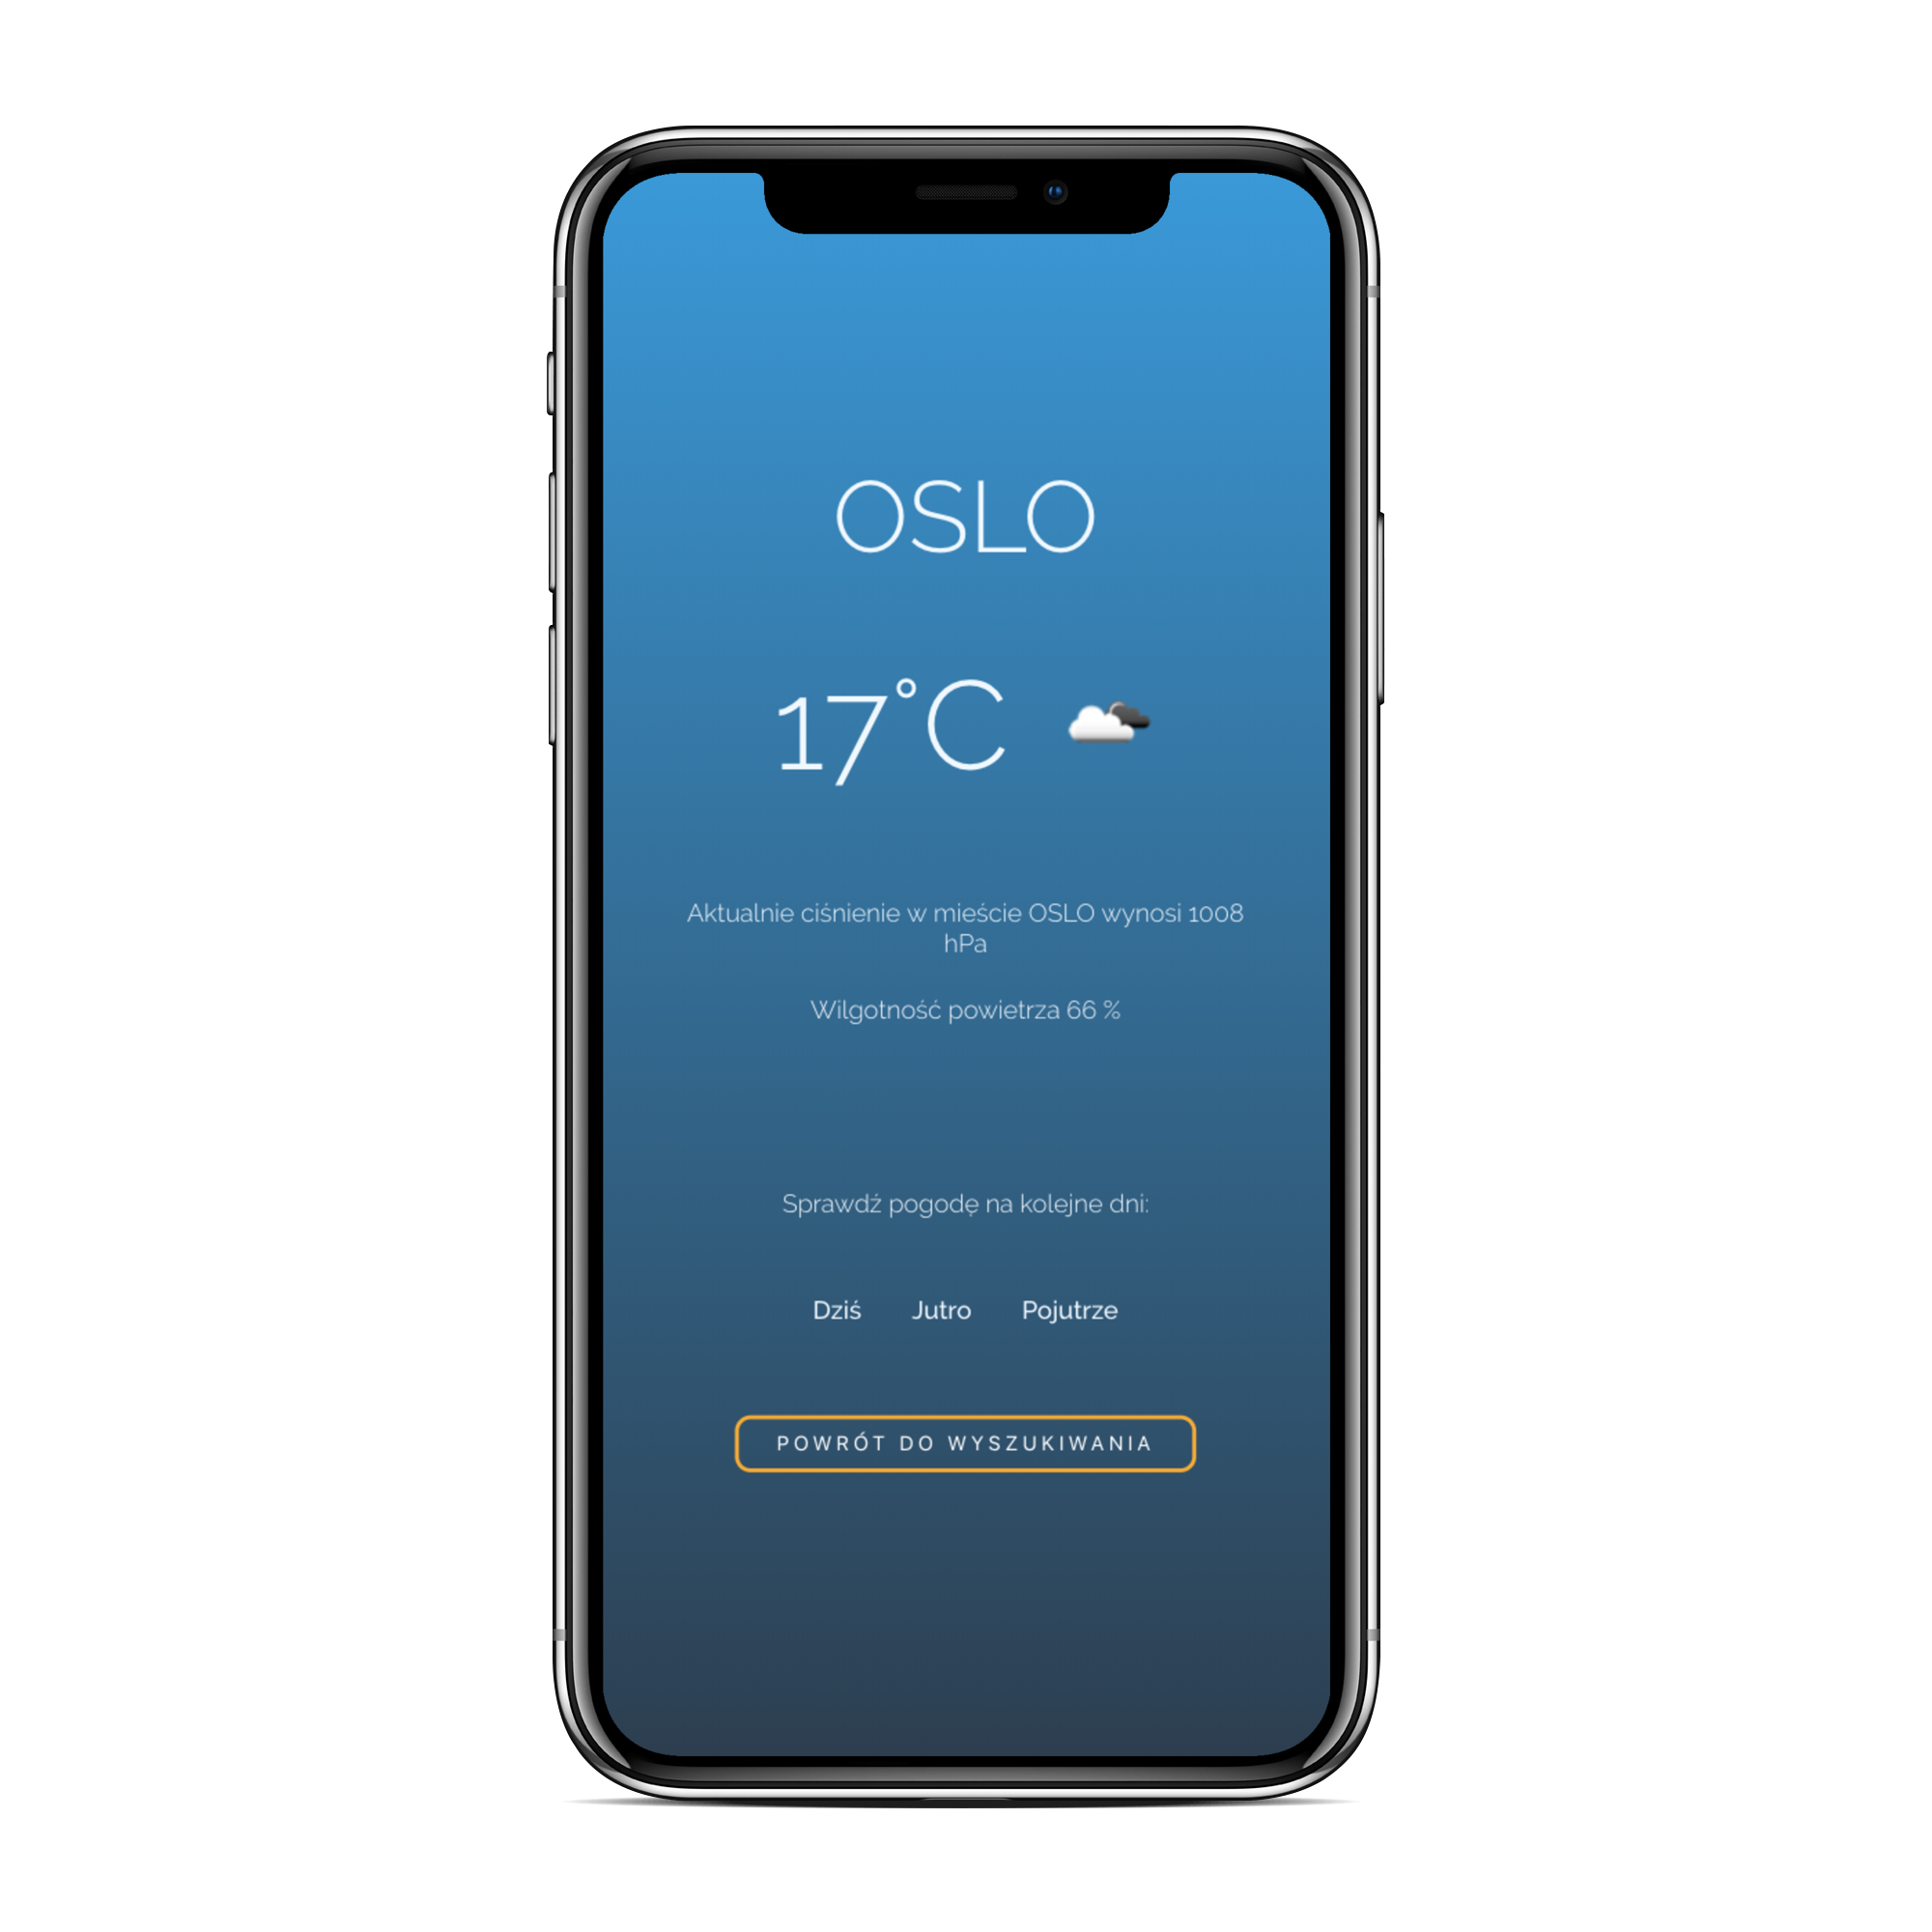 OSLO
17°C
Aktualnie ciśnienie w mieście OSLO wynosi 1008
hPa
Wilgotność powietrza 66 %
Sprawdź pogodę na kolejne dni:
Dziś Jutro Pojutrze
POWRÓT DO WYSZUKIWANIA